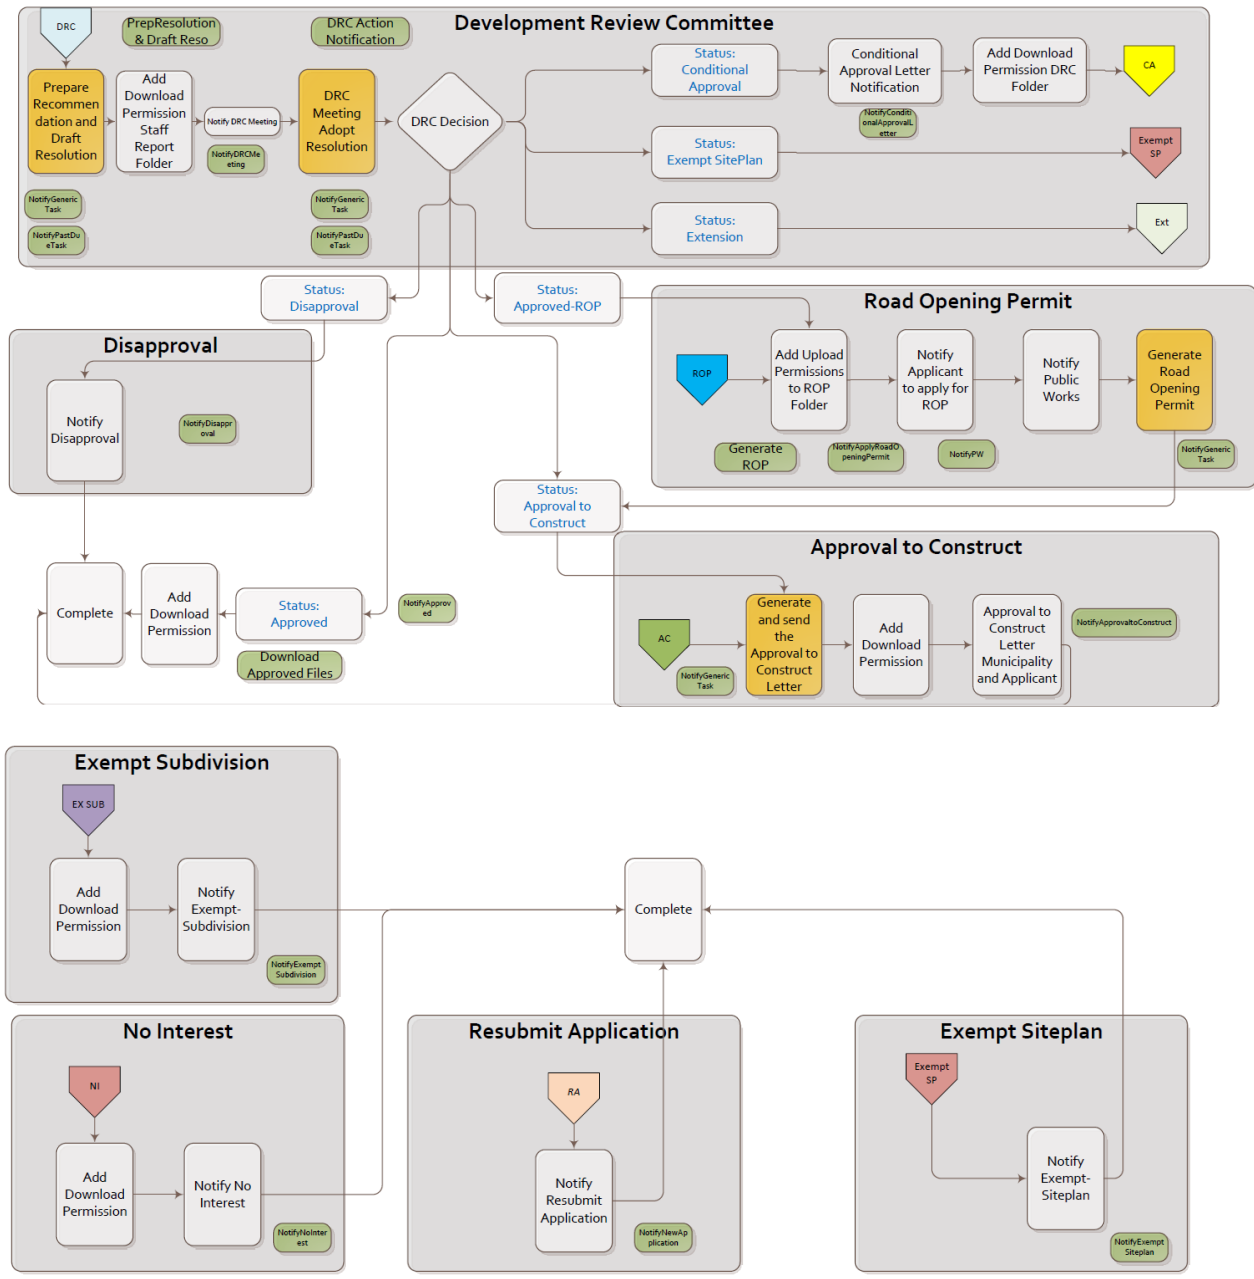 Development Review Committee
DRC
PrepResolution
& Draft Reso
DRC Action
Notification
Prepare
Recommen
dation and
Draft
Resolution
Add
Download
Permission
Staff
Report
Folder
Notify DRC Meeting
NotifyDRCMe
eting
DRC
Meeting
Adopt
Resolution
DRC Decision
Status:
Conditional
Approval
Conditional
Approval Letter
Notification
Add Download
Permission DRC
Folder
CA
NotifyCondit
ionalApprovalL
etter
Status:
Exempt SitePlan
Exempt
SP
Status:
Extension
Ext
NotifyGeneric
Task
NotifyPastDu
eTask
NotifyGeneric
Task
NotifyPastDu
eTask
Status:
Disapproval
Status:
Approved-ROP
Disapproval
Notify
Disapproval
NotifyDisappr
oval
Road Opening Permit
ROP
Add Upload
Permissions
to ROP
Folder
Notify
Applicant
to apply for
ROP
Notify
Public
Works
Generate
Road
Opening
Permit
Generate
ROP
NotifyApplyRoadO
peningPermit
NotifyPW
NotifyGeneric
Task
Status:
Approval to
Construct
Complete
Add
Download
Permission
Status:
Approved
NotifyApprov
ed
Download
Approved Files
Approval to Construct
AC
NotifyGeneric
Task
Generate
and send
the
Approval to
Construct
Letter
Add
Download
Permission
Approval to
Construct
Letter
Municipality
and Applicant
NotifyApprovaltoConstruct
Exempt Subdivision
EX SUB
Add
Download
Permission
Notify
Exempt-
Subdivision
NotifyExempt
Subdivision
Complete
No Interest
NI
Add
Download
Permission
Notify No
Interest
NotifyNoInter
est
Resubmit Application
RA
Notify
Resubmit
Application
NotifyNewAp
plication
Exempt Siteplan
Exempt
SP
Notify
Exempt-
Siteplan
NotifyExempt
Siteplan